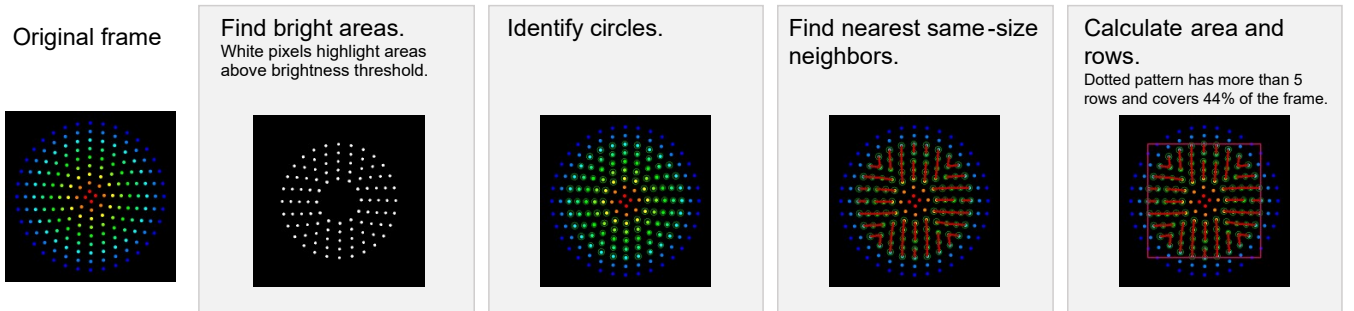 Original frame
Find bright areas.
White pixels highlight areas
above brightness threshold.
Identify circles.
Find nearest same-size
neighbors.
Calculate area and
rows.
Dotted pattern has more than 5
rows and covers 44% of the frame.